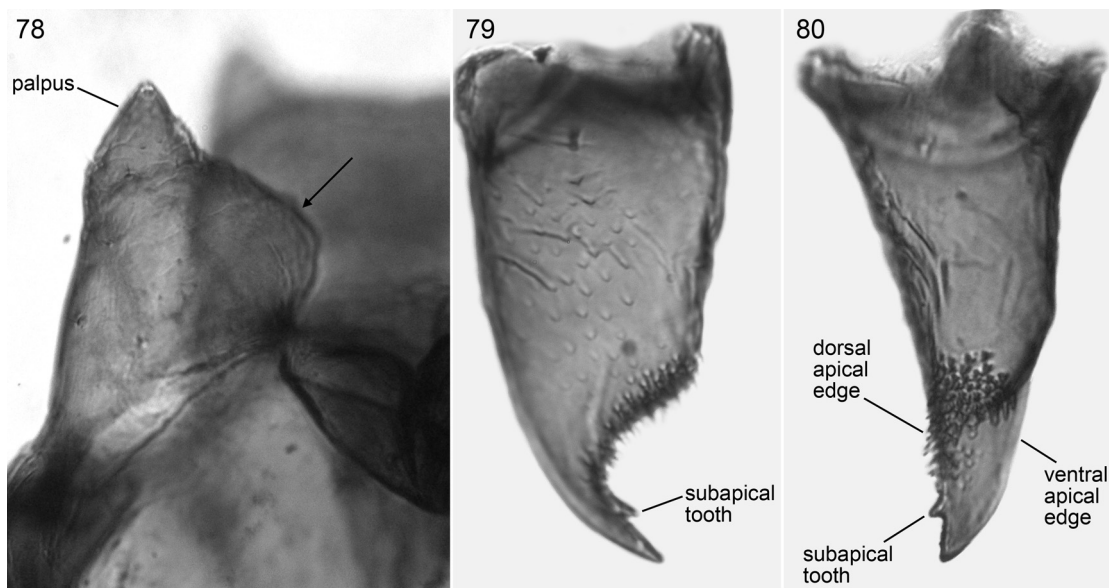 78
palpus
79
subapical
tooth
80
dorsal
apical
edge
ventral
apical
edge
subapical
tooth